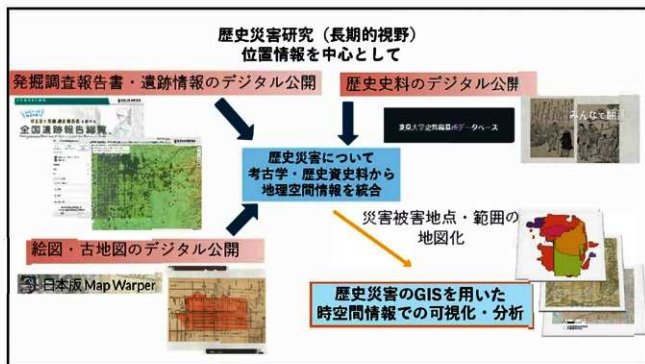 歴史災害研究（長期的視野）
位置情報を中心として
発掘調査報告書・遺跡情報のデジタル公開
歴史史料のデジタル公開
全国遺跡報告総覧
東京大学史料編纂所データベース
みんなで翻刻
歴史災害について
考古学・歴史資史料から
地理空間情報を統合
災害被害地点・範囲の
地図化
絵図・古地図のデジタル公開
日本版 Map Warper
歴史災害のGISを用いた
時空間情報での可視化・分析